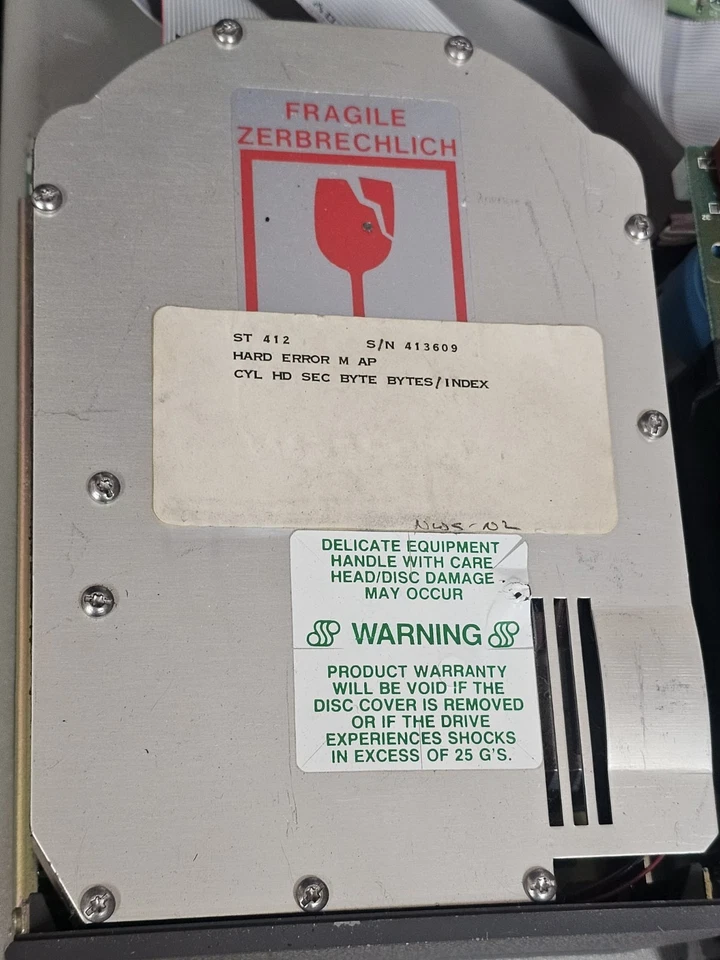 FRAGILE
ZERBRECHLICH
ST 412 S/N 413609
HARD ERROR M AP
CYL HD SEC BYTE BYTES/INDEX
DELICATE EQUIPMENT
HANDLE WITH CARE
HEAD/DISC DAMAGE
MAY OCCUR
WARNING
PRODUCT WARRANTY
WILL BE VOID IF THE
DISC COVER IS REMOVED
OR IF THE DRIVE
EXPERIENCES SHOCKS
IN EXCESS OF 25 G'S.